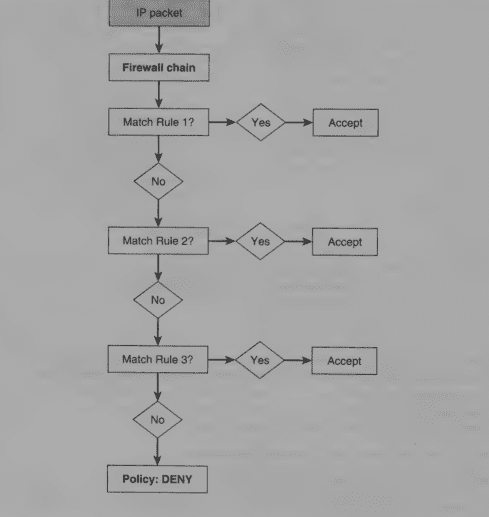 IP packet
Firewall chain
Match Rule 1?
Yes
Accept
No
Match Rule 2?
Yes
Accept
No
Match Rule 3?
Yes
Accept
No
Policy: DENY